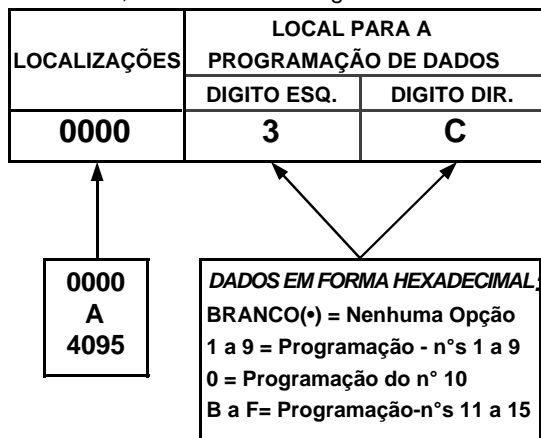 LOCAL PARA A
LOCALIZAÇÕES PROGRAMAÇÃO DE DADOS
DIGITO ESQ. DIGITO DIR.
0000 3 C
0000
A
4095
DADOS EM FORMA HEXADECIMAL:
BRANCO(•) = Nenhuma Opção
1 a 9 = Programação - n°s 1 a 9
0 = Programação do n° 10
B a F= Programação-n°s 11 a 15